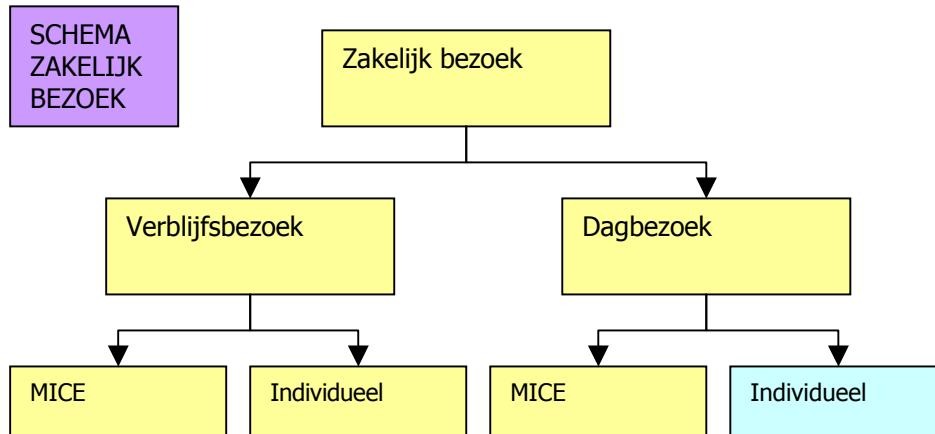 SCHEMA
ZAKELIJK
BEZOEK
Zakelijk bezoek
Verblijfsbezoek
Dagbezoek
MICE
Individueel
MICE
Individueel